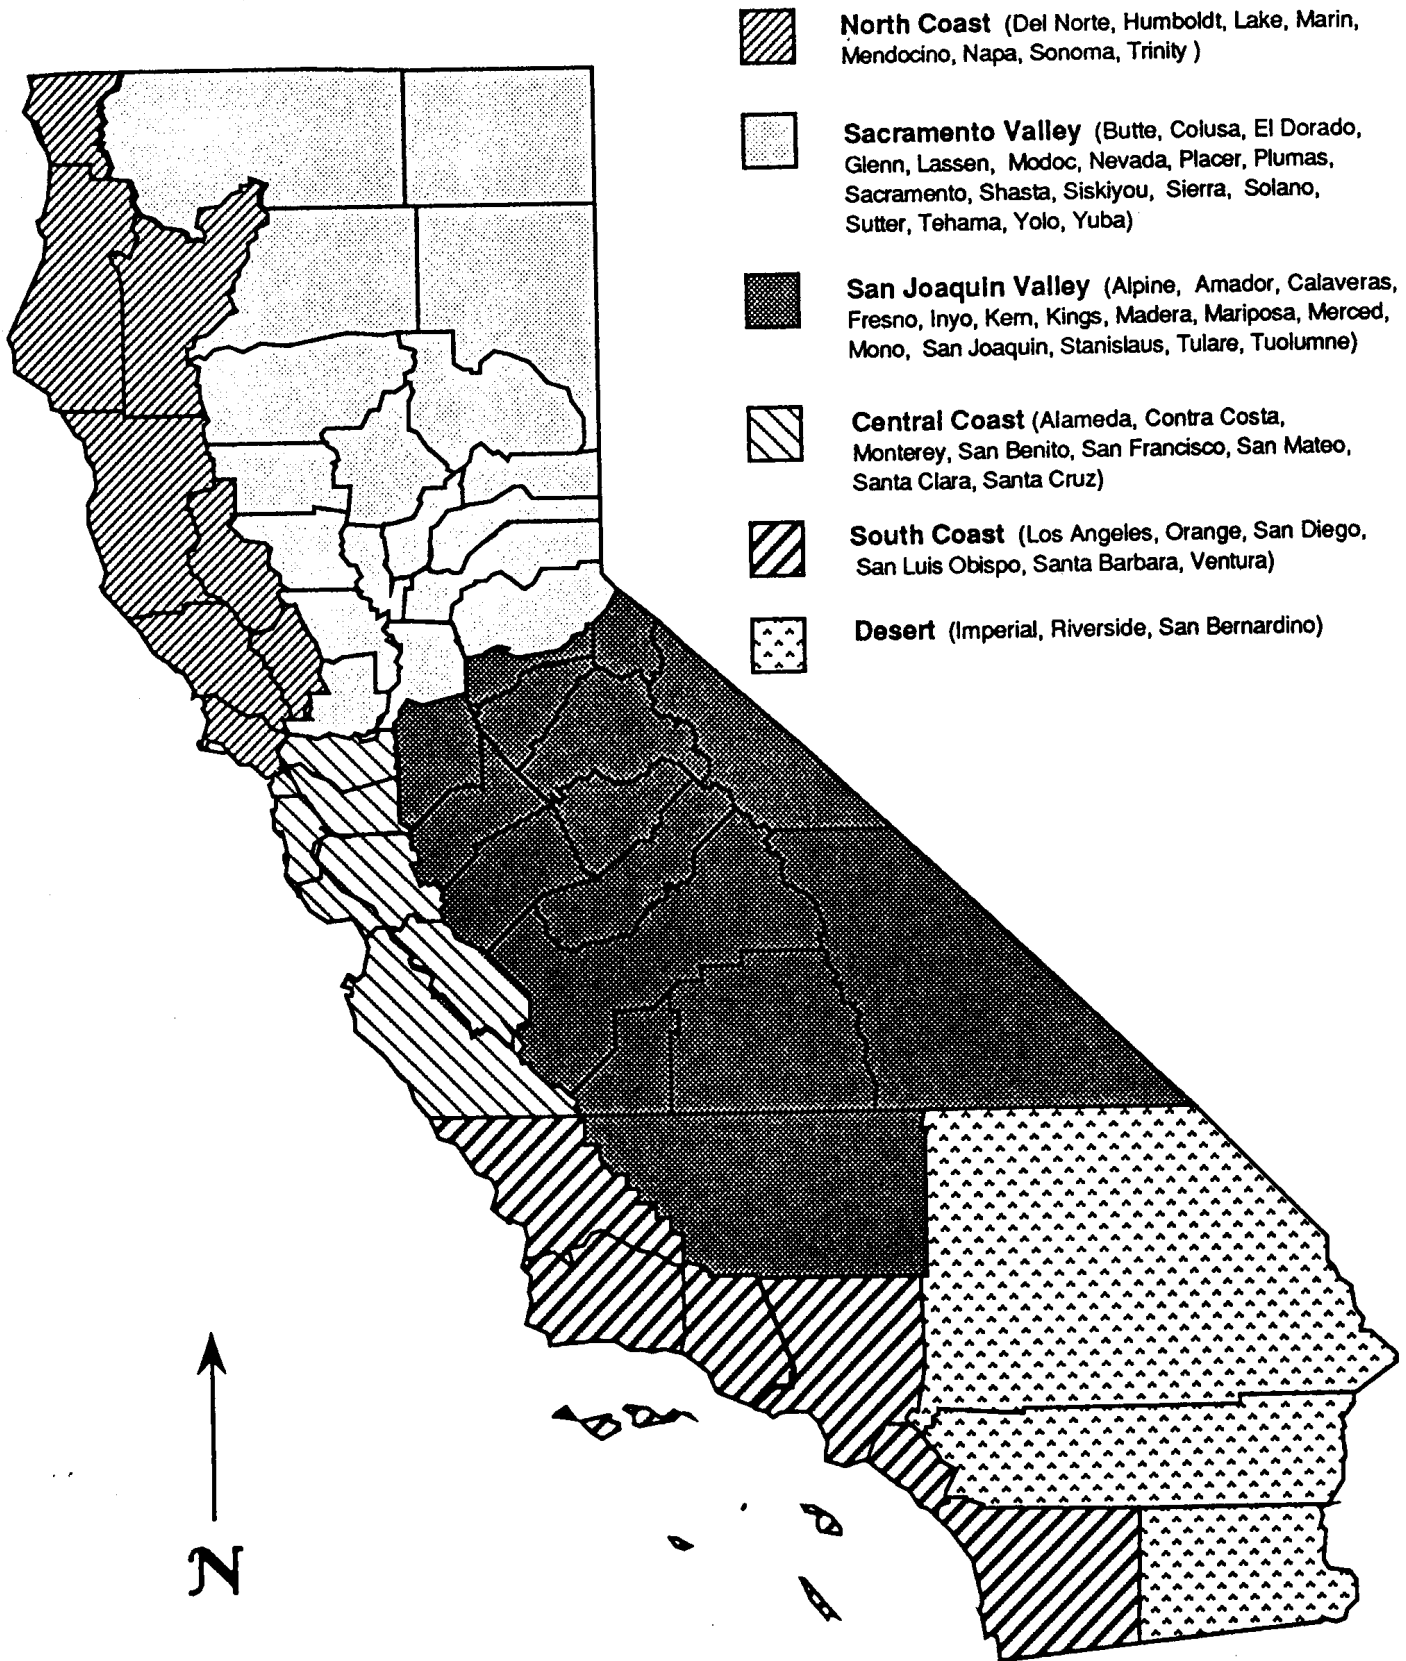 North Coast (Del Norte, Humboldt, Lake, Marin,
Mendocino, Napa, Sonoma, Trinity )
Sacramento Valley (Butte, Colusa, El Dorado,
Glenn, Lassen, Modoc, Nevada, Placer, Plumas,
Sacramento, Shasta, Siskiyou, Sierra, Solano,
Sutter, Tehama, Yolo, Yuba)
San Joaquin Valley (Alpine, Amador, Calaveras,
Fresno, Inyo, Kern, Kings, Madera, Mariposa, Merced,
Mono, San Joaquin, Stanislaus, Tulare, Tuolumne)
Central Coast (Alameda, Contra Costa,
Monterey, San Benito, San Francisco, San Mateo,
Santa Clara, Santa Cruz)
South Coast (Los Angeles, Orange, San Diego,
San Luis Obispo, Santa Barbara, Ventura)
Desert (Imperial, Riverside, San Bernardino)
N